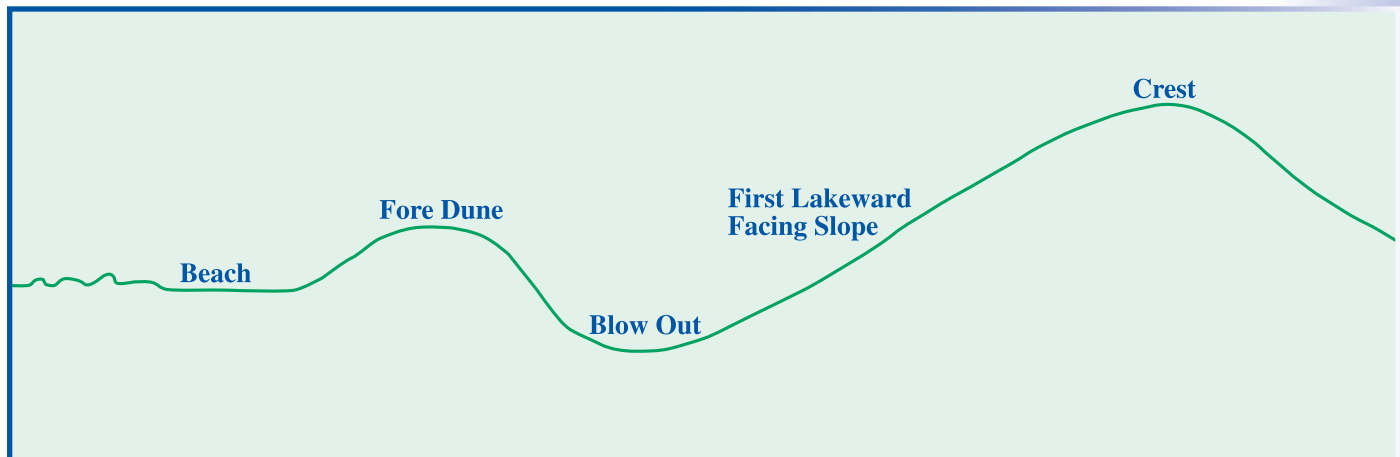 Crest
First Lakeward
Facing Slope
Fore Dune
Beach
Blow Out